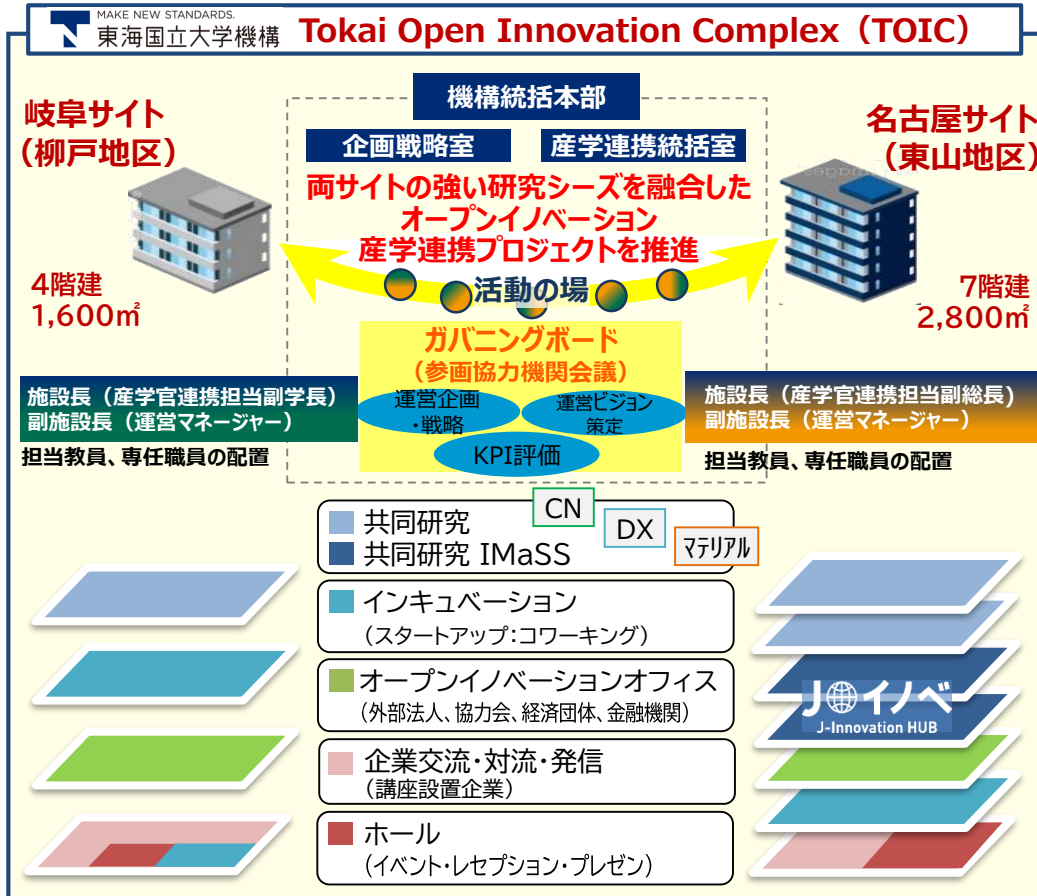 MAKE NEW STANDARDS.
東海国立大学機構
Tokai Open Innovation Complex（TOIC）
機構統括本部
企画戦略室
産学連携統括室
岐阜サイト
（柳戸地区）
名古屋サイト
（東山地区）
両サイトの強い研究シーズを融合した
オープンイノベーション
産学連携プロジェクトを推進
活動の場
4階建
1,600㎡
7階建
2,800㎡
ガバニングボード
（参画協力機関会議）
運営企画
・戦略
運営ビジョン
策定
KPI評価
施設長（産学官連携担当副学長）
副施設長（運営マネージャー）
担当教員、専任職員の配置
施設長（産学官連携担当副総長）
副施設長（運営マネージャー）
担当教員、専任職員の配置
CN
DX
マテリアル
共同研究
共同研究 IMaSS
インキュベーション
（スタートアップ：コワーキング）
オープンイノベーションオフィス
（外部法人、協力会、経済団体、金融機関）
企業交流・対流・発信
（講座設置企業）
ホール
（イベント・レセプション・プレゼン）
Jイノベ
J-Innovation HUB